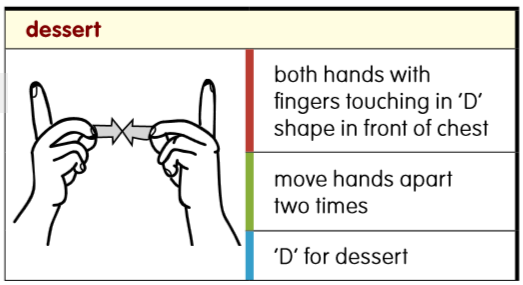 dessert
both hands with
fingers touching in ‘D’
shape in front of chest
move hands apart
two times
‘D’ for dessert